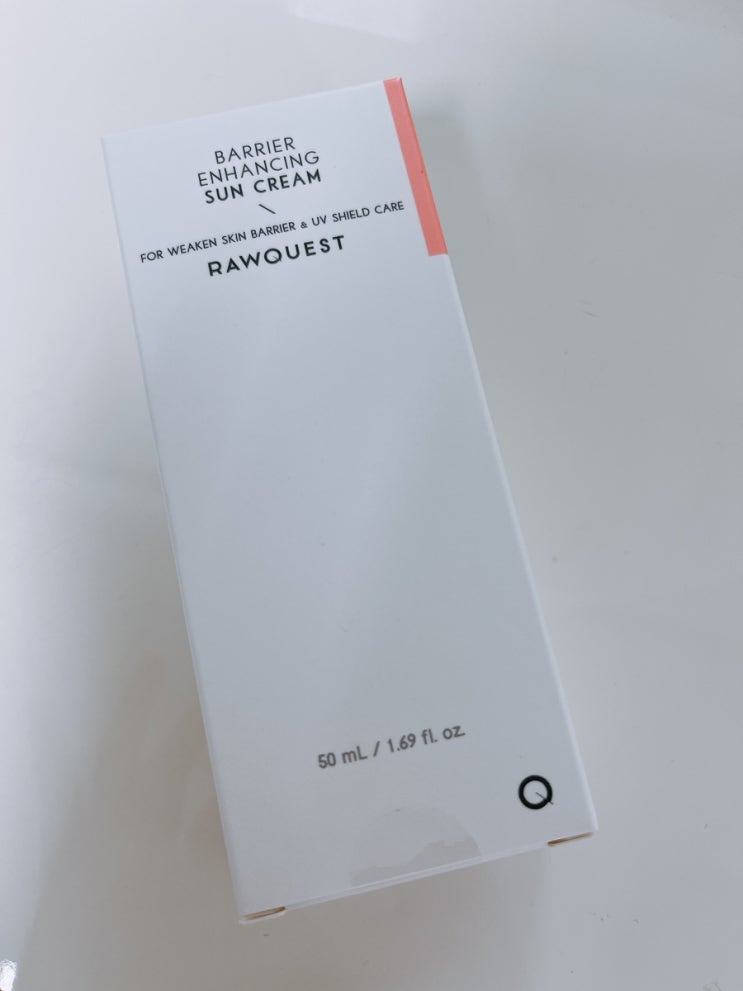 BARRIER
ENHANCING
SUN CREAM
FOR WEAKEN SKIN BARRIER & UV SHIELD CARE
RAWQUEST
50 mL / 1.69 fl. oz.
Q